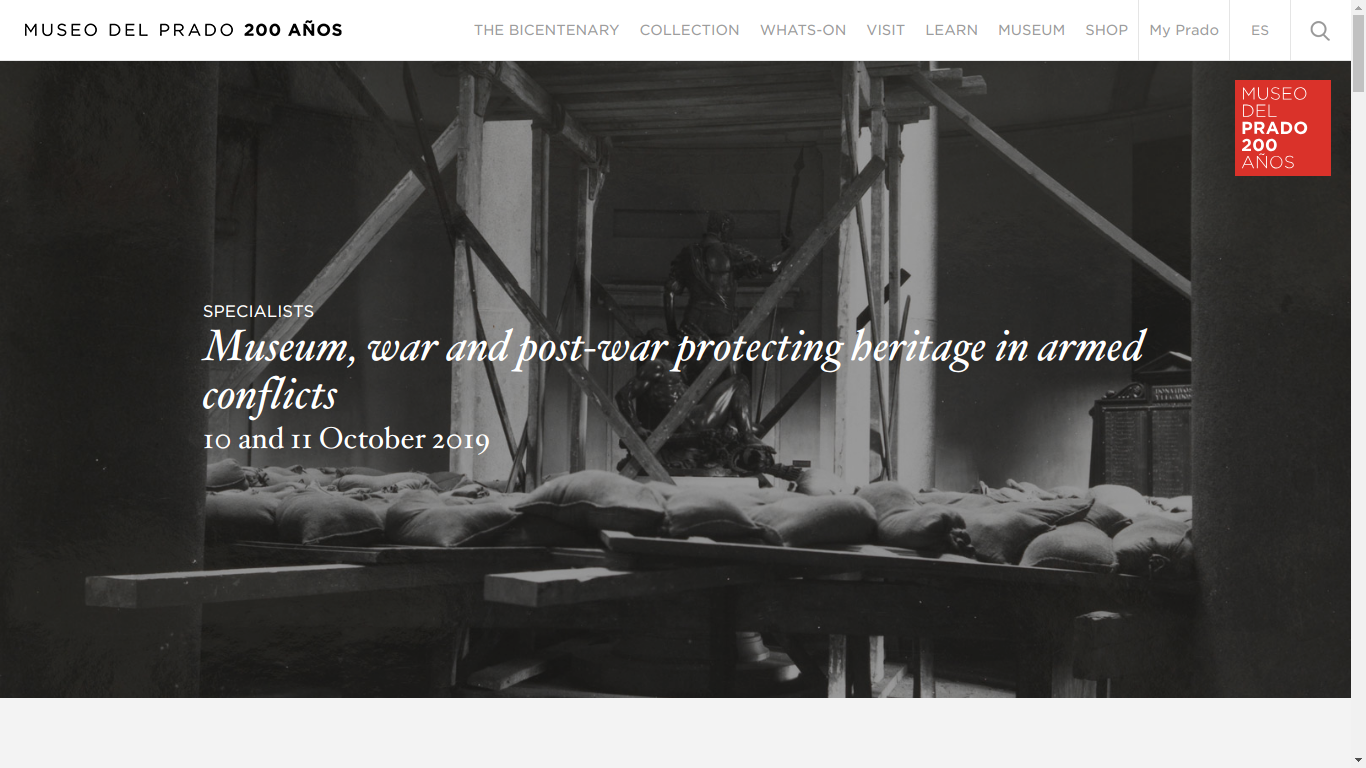 MUSEO DEL PRADO 200 AÑOS
THE BICENTENARY COLLECTION WHATS-ON VISIT LEARN MUSEUM SHOP My Prado ES
MUSEO
DEL
PRADO
200
AÑOS
SPECIALISTS
Museum, war and post-war protecting heritage in armed
conflicts
10 and 11 October 2019